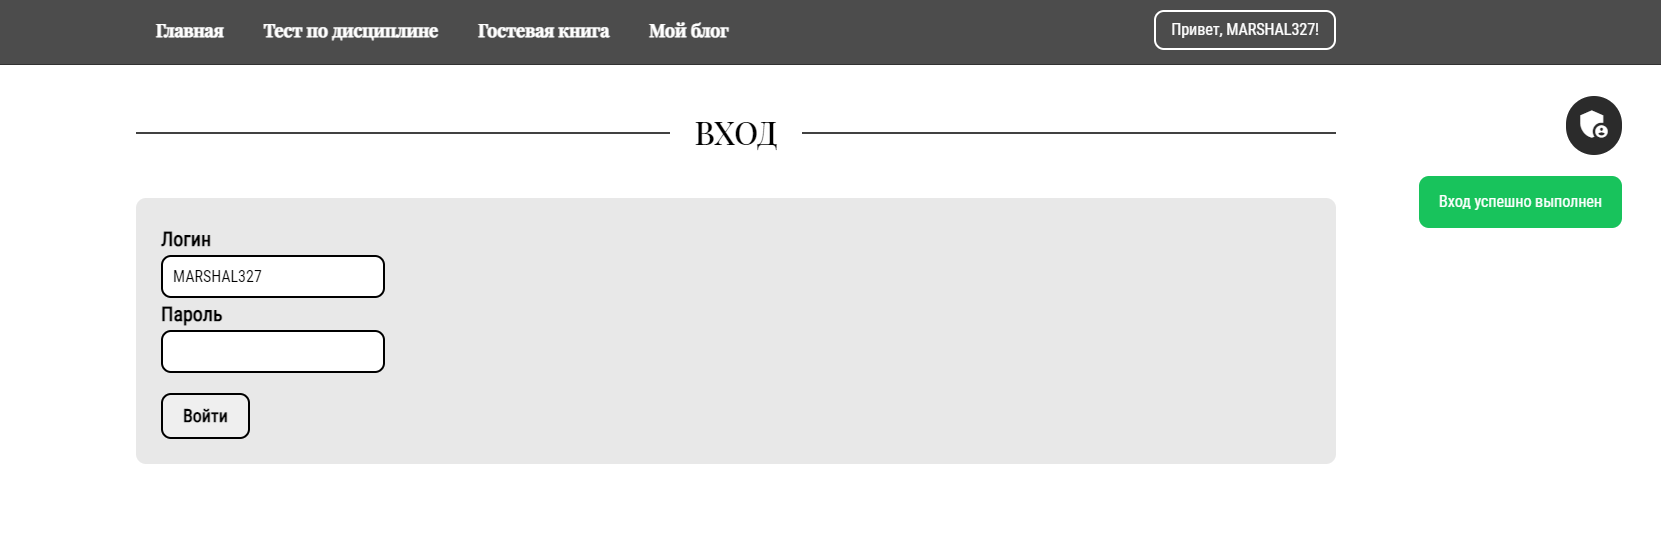 Главная Тест по дисциплине Гостевая книга Мой блог Привет, MARSHAL327!
ВХОД
Вход успешно выполнен
Логин
MARSHAL327
Пароль
Войти